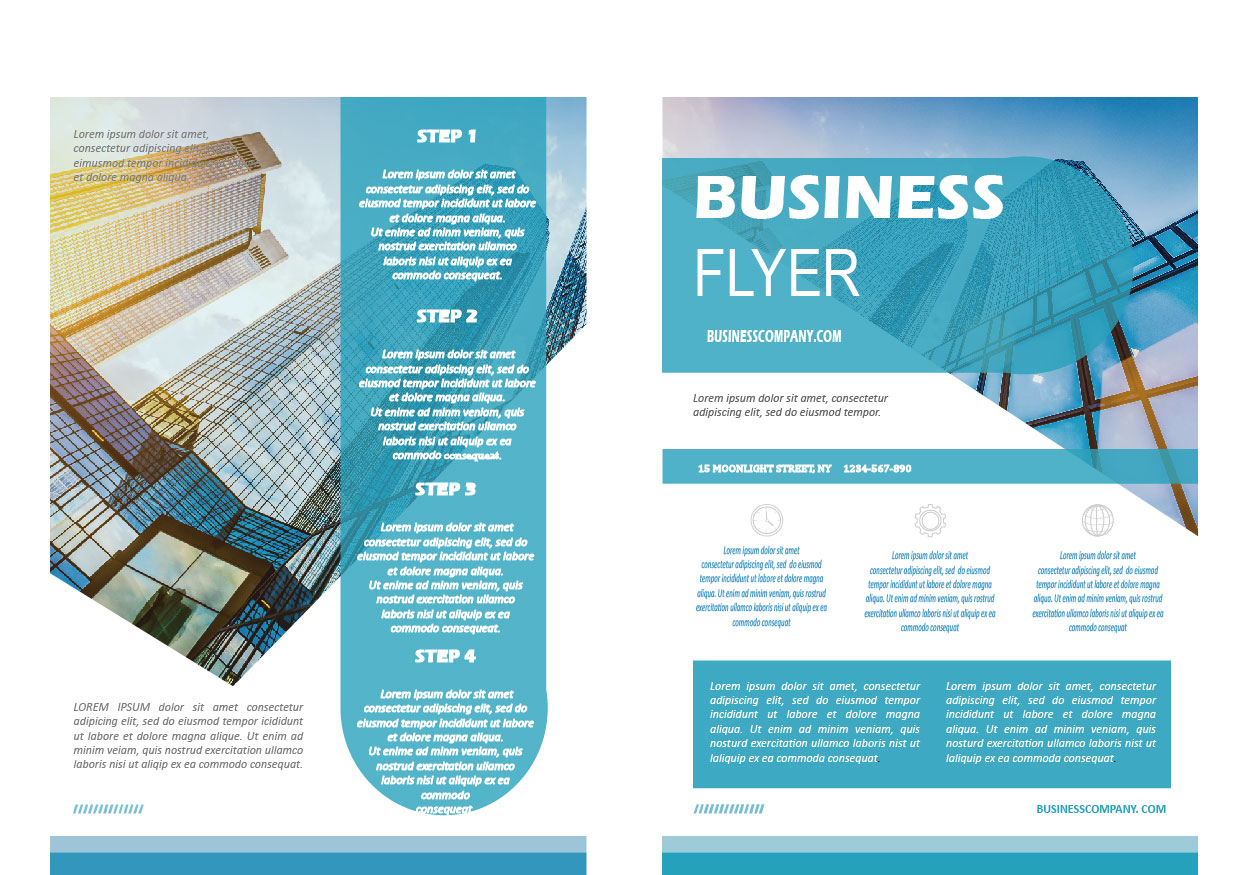 Lorem ipsum dolor sit amet,
consectetur adipiscing elit, sed do
eimusmod tempor incididunt ut labore
et dolore magna aliqua.
LOREM IPSUM dolor sit amet consectetur
adipicing elit, sed do eiusmod tempor icididunt
ut labore et dolore magna alique. Ut enim ad
minim veiam, quis nostrud exercitation ullamco
laboris nisi ut aliqip ex ea commodo consequat.
STEP 1
Lorem ipsum dolor sit amet
consectetur adipiscing elit, sed do
eiusmod tempor incididunt ut labore
et dolore magna aliqua.
Ut enime ad minm veniam, quis
nostrud exercitation ullamco
laboris nisi ut aliquip ex ea
commodo consequeat.
STEP 2
Lorem ipsum dolor sit amet
consectetur adipiscing elit, sed do
eiusmod tempor incididunt ut labore
et dolore magna aliqua.
Ut enime ad minm veniam, quis
nostrud exercitation ullamco
laboris nisi ut aliquip ex ea
commodo consequeat.
STEP 3
Lorem ipsum dolor sit amet
consectetur adipiscing elit, sed do
eiusmod tempor incididunt ut labore
et dolore magna aliqua.
Ut enime ad minm veniam, quis
nostrud exercitation ullamco
laboris nisi ut aliquip ex ea
commodo consequeat.
STEP 4
Lorem ipsum dolor sit amet
consectetur adipiscing elit, sed do
eiusmod tempor incididunt ut labore
et dolore magna aliqua.
Ut enime ad minm veniam, quis
nostrud exercitation ullamco
laboris nisi ut aliquip ex ea
commodo
consequeat
BUSINESS
FLYER
BUSINESSCOMPANY.COM
Lorem ipsum dolor sit amet, consectetur
adipiscing elit, sed do eiusmod tempor.
15 MOONLIGHT STREET, NY 1234-567-890
Lorem ipsum dolor sit amet
consectetur adipiscing elit, sed do eiusmod
tempor incididunt ut labore et dolore magna
aliqua. Ut enim ad minim veniam, quis rostrud
exercitation ullamco laboris nisi ut aliquip ex ea
commodo consequat
Lorem ipsum dolor sit amet
consectetur adipiscing elit, sed do eiusmod
tempor incididunt ut labore et dolore magna
aliqua. Ut enim ad minim veniam, quis rostrud
exercitation ullamco laboris nisi ut aliquip ex ea
commodo consequat
Lorem ipsum dolor sit amet
consectetur adipiscing elit, sed do eiusmod
tempor incididunt ut labore et dolore magna
aliqua. Ut enim ad minim veniam, quis rostrud
exercitation ullamco laboris nisi ut aliquip ex ea
commodo consequat
Lorem ipsum dolor sit amet, consectetur
adipiscing elit, sed do eiusmod tempor
incididunt ut labore et dolore magna
aliqua. Ut enim ad minim veniam, quis
nosturd exercitation ullamco laboris nist ut
laliquip ex ea commoda consequat.
Lorem ipsum dolor sit amet, consectetur
adipiscing elit, sed do eiusmod tempor
incididunt ut labore et dolore magna
aliqua. Ut enim ad minim veniam, quis
nosturd exercitation ullamco laboris nist ut
laliquip ex ea commoda consequat.
BUSINESSCOMPANY. COM